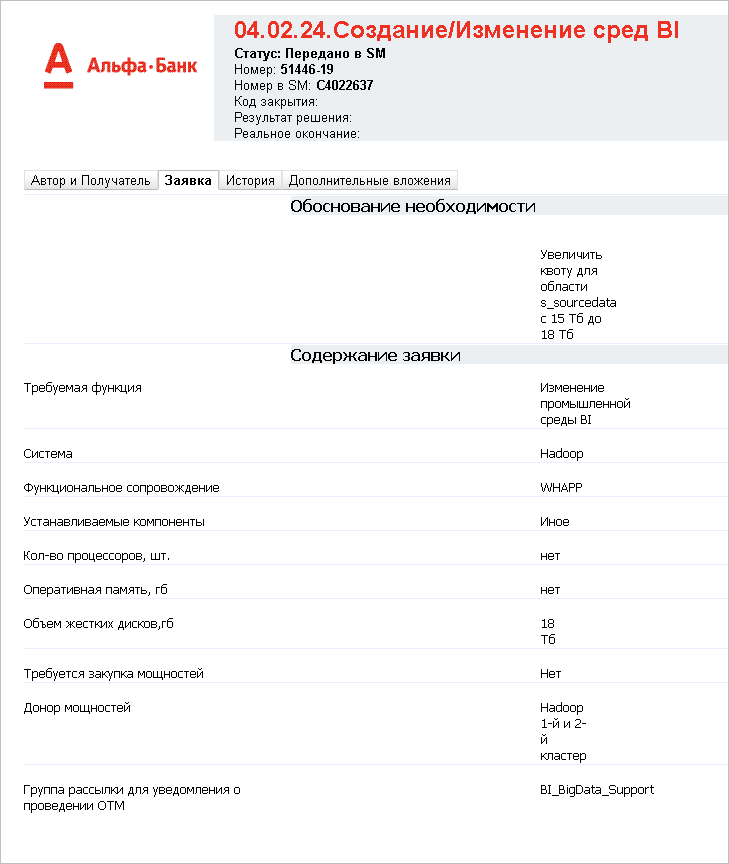 Альфа·Банк
04.02.24.Создание/Изменение сред BI
Статус: Передано в SM
Номер: 51446-19
Номер в SM: C4022637
Код закрытия:
Результат решения:
Реальное окончание:
Автор и Получатель Заявка История Дополнительные вложения
Обоснование необходимости
Увеличить
квоту для
области
s_sourcedata
с 15 Тб до
18 Тб
Содержание заявки
Требуемая функция Изменение
промышленной
среды BI
Система Hadoop
Функциональное сопровождение WHAPP
Устанавливаемые компоненты Иное
Кол-во процессоров, шт. нет
Оперативная память, гб нет
Объем жестких дисков,гб 18
Тб
Требуется закупка мощностей Нет
Донор мощностей Hadoop
1-й и 2-
й
кластер
Группа рассылки для уведомления о BI_BigData_Support
проведении ОТМ